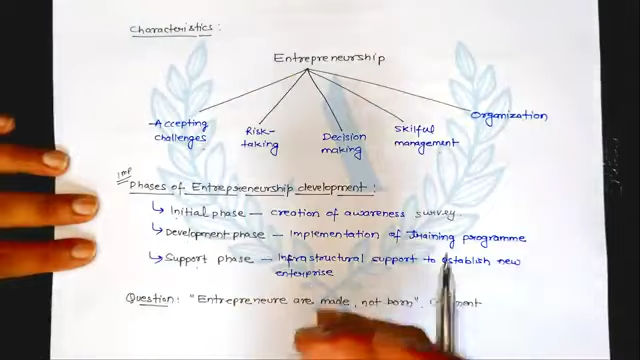 Characteristics:
Entrepreneurship
Accepting challenges
Risk-taking
Decision making
Skilful management
Organization
Imp
Phases of Entrepreneurship development:
↳ Initial phase — creation of awareness survey
↳ Development phase — Implementation of training programme
↳ Support phase — Infrastructural support to establish new
enterprise
Question: "Entrepreneure are made, not born".